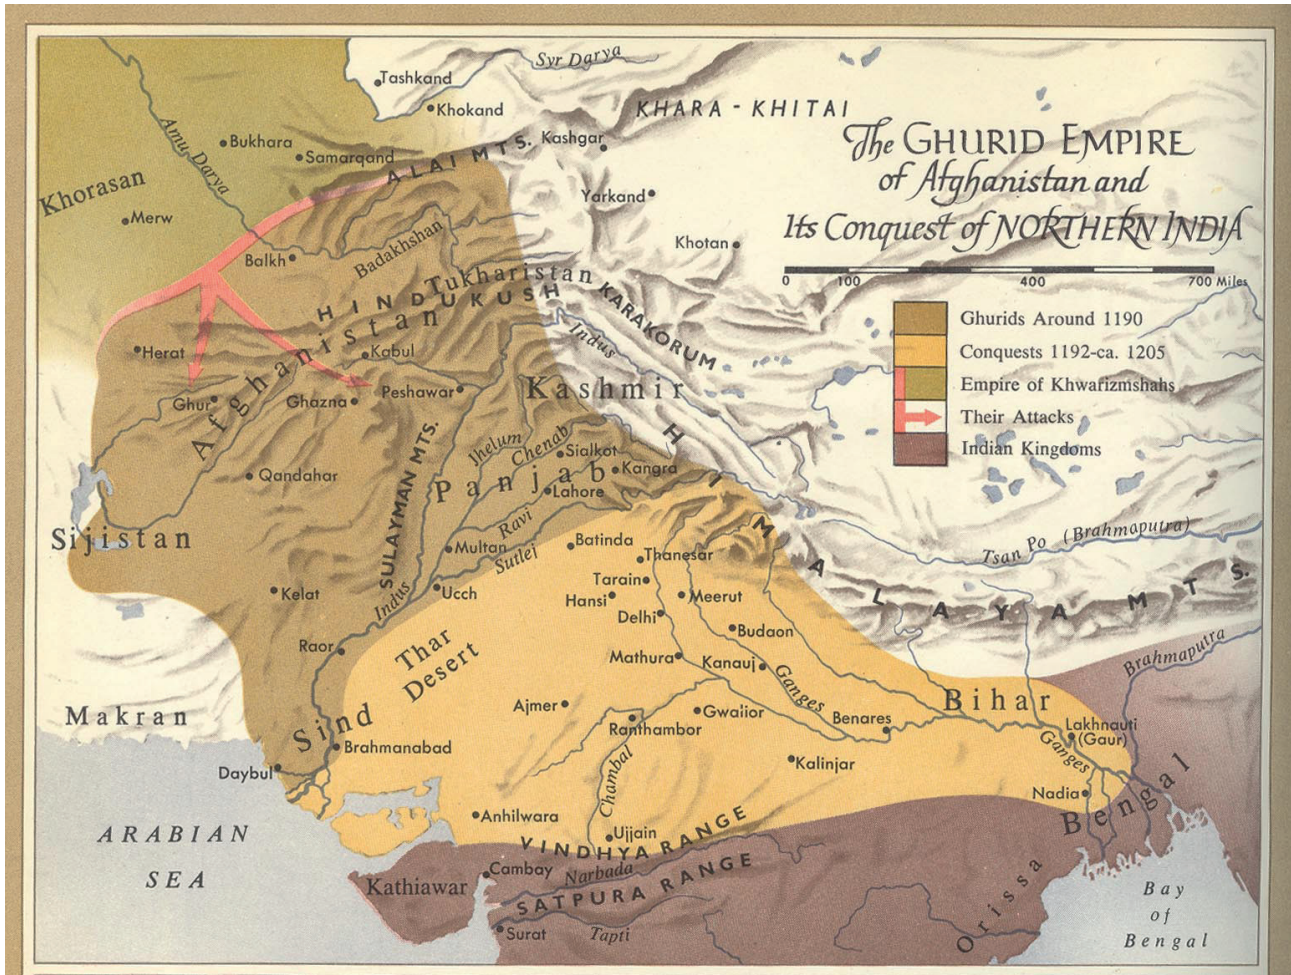 The GHURID EMPIRE
of Afghanistan and
Its Conquest of NORTHERN INDIA
0 100 400 700 Miles
Ghurids Around 1190
Conquests 1192-ca. 1205
Empire of Khwarizmshahs
Their Attacks
Indian Kingdoms
Syr Darya
Tashkand
Khokand
KHARA - KHITAI
Amu Darya
Bukhara
Samarqand
ALAI MTS.
Kashgar
Khorasan
Merw
Yarkand
Khotan
Balkh
Badakhshan
Tukharistan
HINDUKUSH
KARAKORUM
Afghanistan
Herat
Kabul
Indus
Ghur
Ghazna
Peshawar
Kashmir
Jhelum
Chenab
Sialkot
Kangra
HIMALAYA MTS.
Qandahar
SULAYMAN MTS.
Panjab
Lahore
Ravi
Sijistan
Multan
Sutlej
Batinda
Thanesar
Tsan Po (Brahmaputra)
Kelat
Indus
Ucch
Tarain
Hansi
Meerut
Delhi
Budaon
Raor
Thar
Desert
Mathura
Kanauj
Ganges
Brahmaputra
Makran
Sind
Ajmer
Ranthambor
Gwalior
Benares
Bihar
Lakhnauti
(Gaur)
Ganges
Brahmanabad
Daybul
Chambal
Kalinjar
Nadia
Bengal
Anhilwara
Ujjain
VINDHYA RANGE
ARABIAN
SEA
Kathiawar
Cambay
Narbada
SATPURA RANGE
Surat
Tapti
Orissa
Bay
of
Bengal